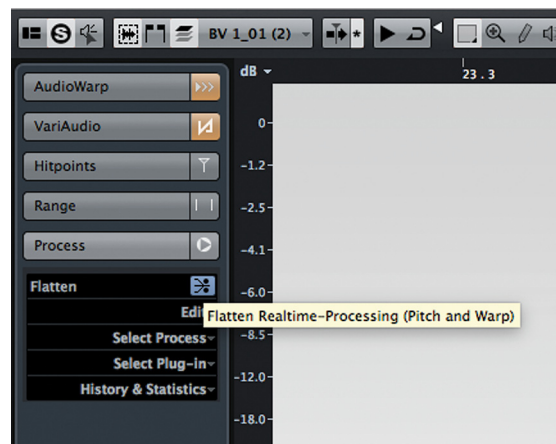 BV 1_01 (2)
dB
23.3
AudioWarp
VariAudio
Hitpoints
Range
Process
Flatten
Flatten Realtime-Processing (Pitch and Warp)
Select Process
Select Plug-in
History & Statistics
0
-1.2
-2.5
-4.1
-6.0
-8.5
-12.0
-18.0